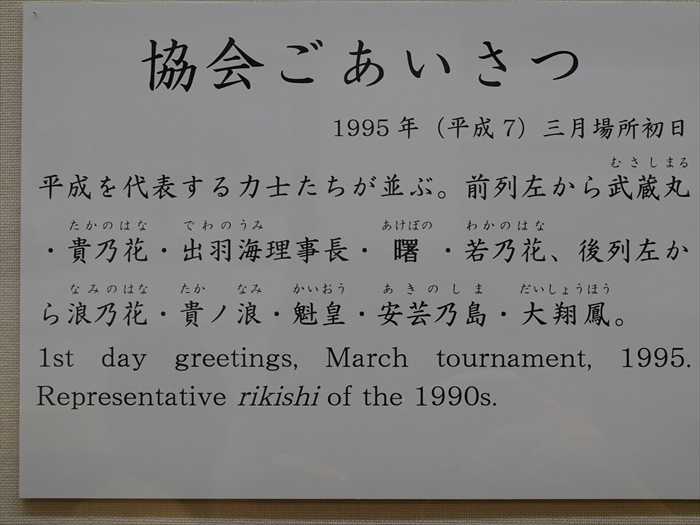 協会ごあいさつ
1995年（平成7）三月場所初日
むさしまる
平成を代表する力士たちが並ぶ。前列左から武蔵丸
たかのはな でわのうみ あけぼの わかのはな
・貴乃花・出羽海理事長・曙・若乃花、後列左か
なみのはな たか なみ かいおう あきのしま だいしょうほう
ら浪乃花・貴ノ浪・魁皇・安芸乃島・大翔鳳。
1st day greetings, March tournament, 1995.
Representative rikishi of the 1990s.